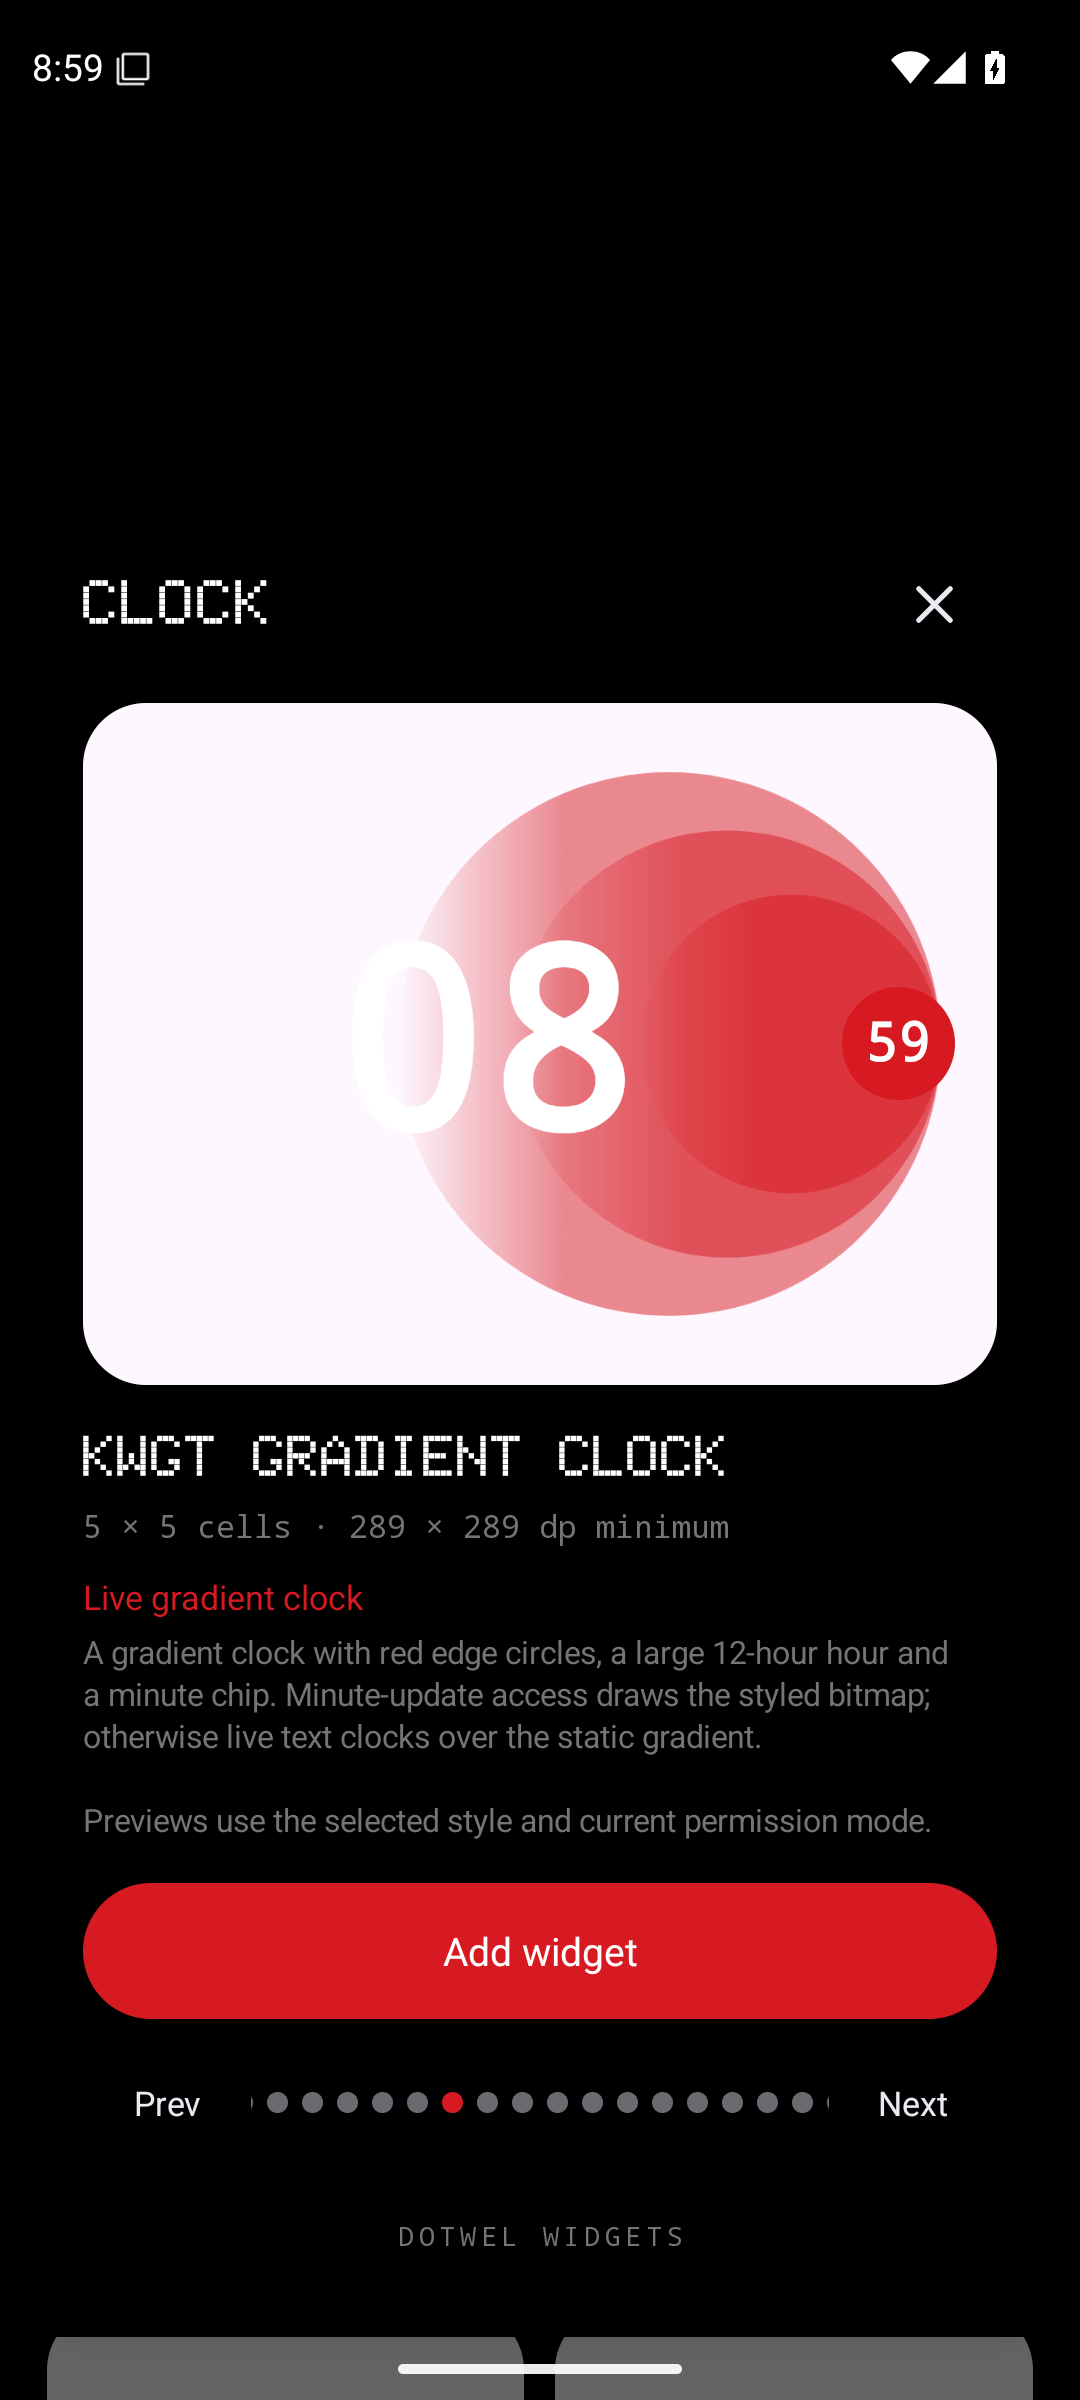 8:59
CLOCK
08
59
KWGT GRADIENT CLOCK
5 × 5 cells · 289 × 289 dp minimum
Live gradient clock
A gradient clock with red edge circles, a large 12-hour hour and
a minute chip. Minute-update access draws the styled bitmap;
otherwise live text clocks over the static gradient.
Previews use the selected style and current permission mode.
Add widget
Prev
Next
DOTWEL WIDGETS